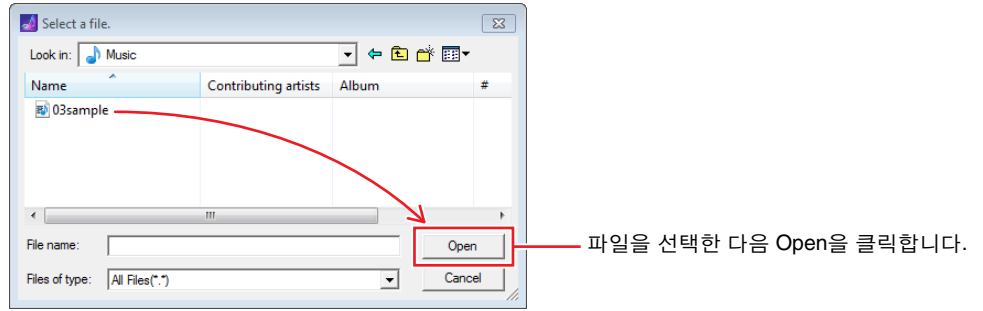 Select a file.
Look in: Music
Name Contributing artists Album #
03sample
File name: Open
Files of type: All Files(*.*) Cancel
파일을 선택한 다음 Open을 클릭합니다.